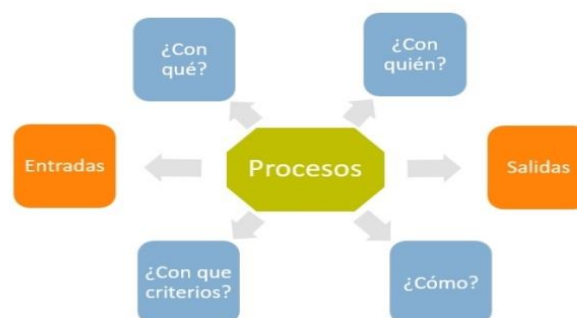 ¿Con
qué?
¿Con
quién?
Entradas
Procesos
Salidas
¿Con que
criterios?
¿Cómo?